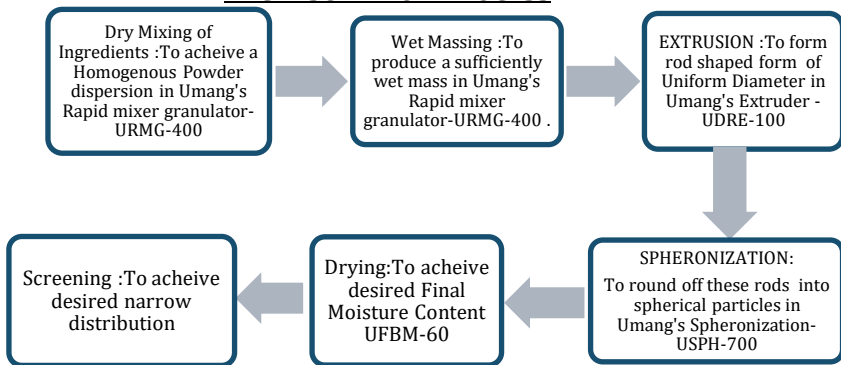 Dry Mixing of
Ingredients :To acheive a
Homogenous Powder
dispersion in Umang's
Rapid mixer granulator-
URMG-400
Wet Massing :To
produce a sufficiently
wet mass in Umang's
Rapid mixer
granulator-URMG-400 .
EXTRUSION :To form
rod shaped form of
Uniform Diameter in
Umang's Extruder -
UDRE-100
SPHERONIZATION:
To round off these rods into
spherical particles in
Umang's Spheronization-
USPH-700
Drying:To acheive
desired Final
Moisture Content
UFBM-60
Screening :To acheive
desired narrow
distribution